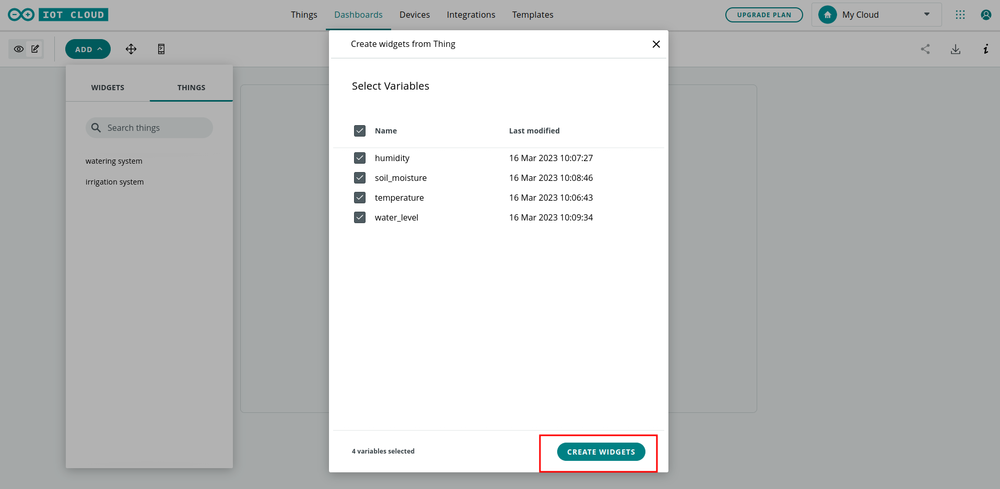 IOT CLOUD
Things Dashboards Devices Integrations Templates
UPGRADE PLAN
My Cloud
ADD
WIDGETS THINGS
Search things
watering system
irrigation system
Create widgets from Thing
Select Variables
Name Last modified
humidity 16 Mar 2023 10:07:27
soil_moisture 16 Mar 2023 10:08:46
temperature 16 Mar 2023 10:06:43
water_level 16 Mar 2023 10:09:34
4 variables selected
CREATE WIDGETS